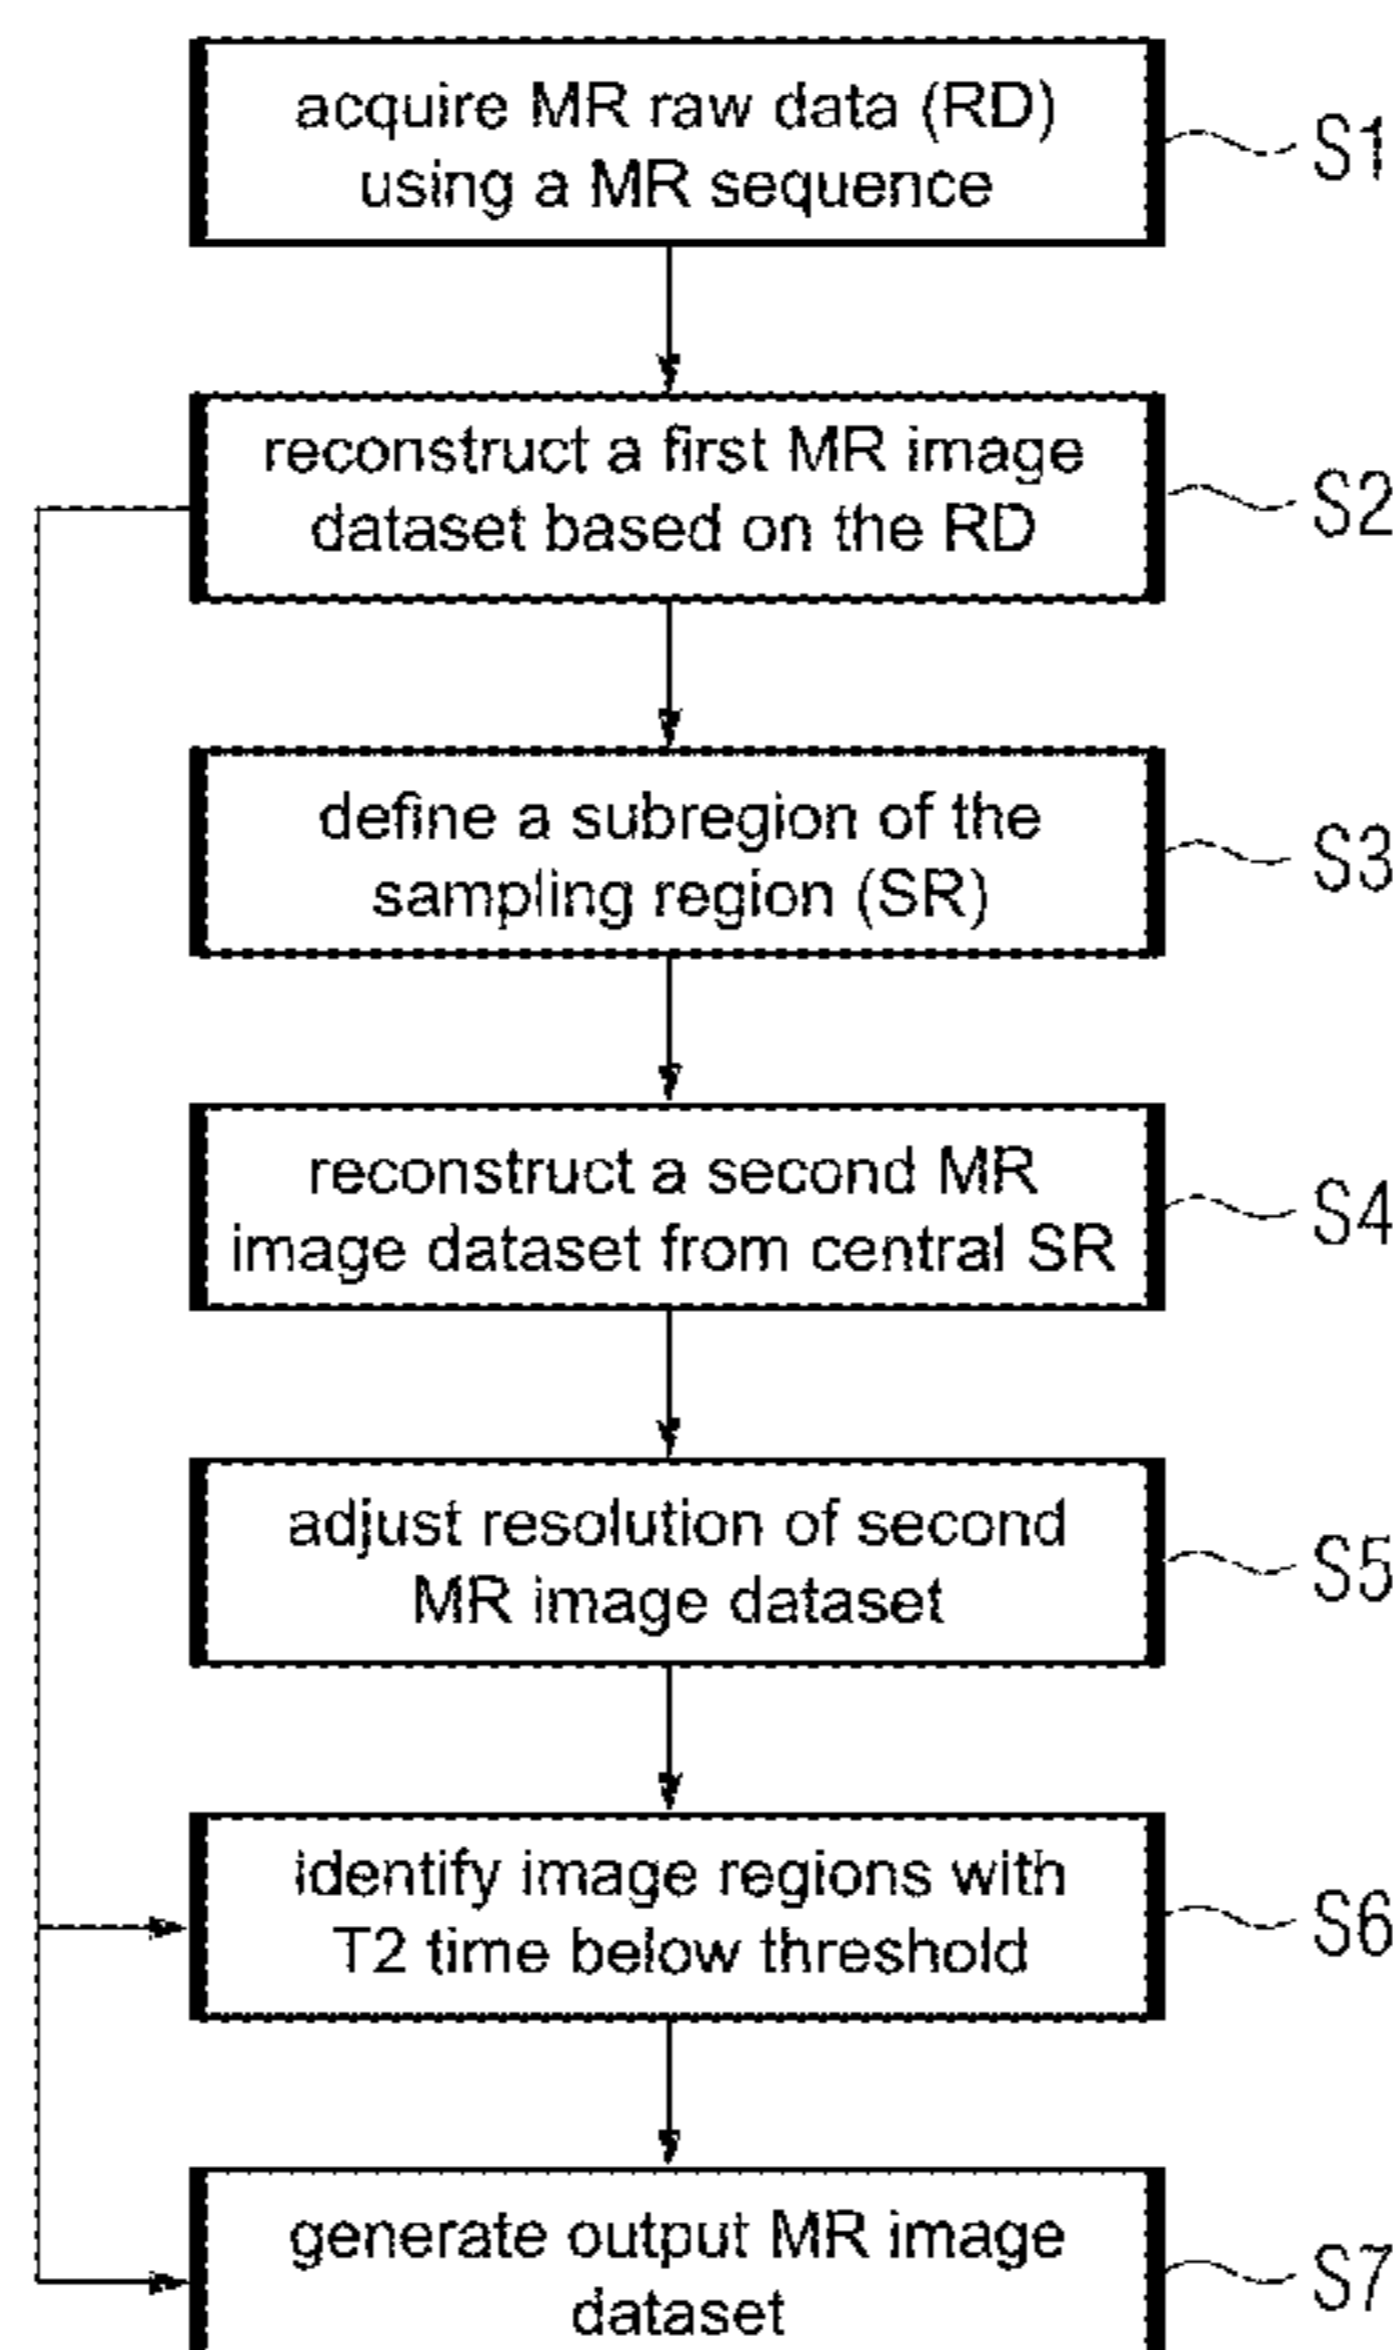 acquire MR raw data (RD)
using a MR sequence
S1
reconstruct a first MR image
dataset based on the RD
S2
define a subregion of the
sampling region (SR)
S3
reconstruct a second MR
image dataset from central SR
S4
adjust resolution of second
MR image dataset
S5
identify image regions with
T2 time below threshold
S6
generate output MR image
dataset
S7